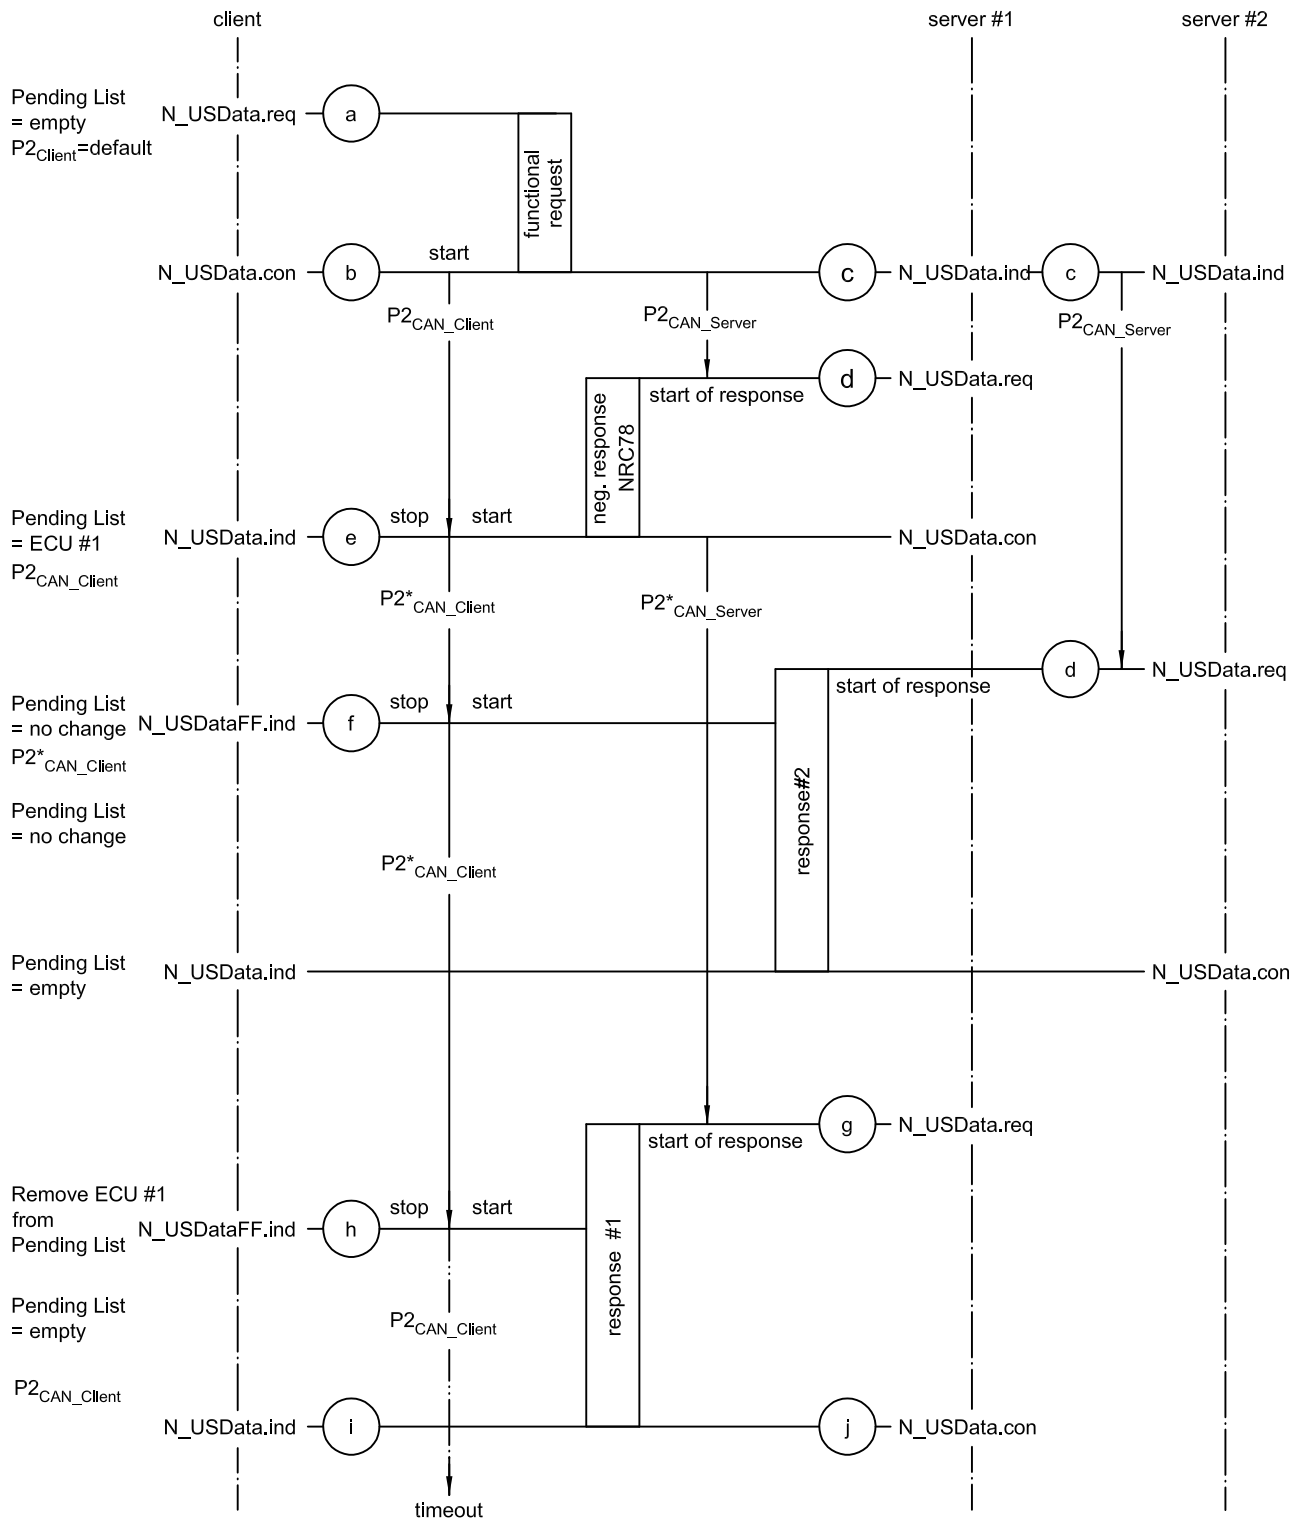 client
server #1
server #2
Pending List
= empty
P2Client=default
N_USData.req
a
functional
request
N_USData.con
b
start
c
N_USData.ind
c
N_USData.ind
P2CAN_Client
P2CAN_Server
P2CAN_Server
start of response
d
N_USData.req
neg. response
NRC78
Pending List
= ECU #1
P2CAN_Client
N_USData.ind
e
stop
start
N_USData.con
P2*CAN_Client
P2*CAN_Server
start of response
d
N_USData.req
Pending List
= no change
P2*CAN_Client
N_USDataFF.ind
f
stop
start
Pending List
= no change
response#2
P2*CAN_Client
Pending List
= empty
N_USData.ind
N_USData.con
start of response
g
N_USData.req
Remove ECU #1
from
Pending List
N_USDataFF.ind
h
stop
start
response #1
Pending List
= empty
P2CAN_Client
P2CAN_Client
N_USData.ind
i
j
N_USData.con
timeout